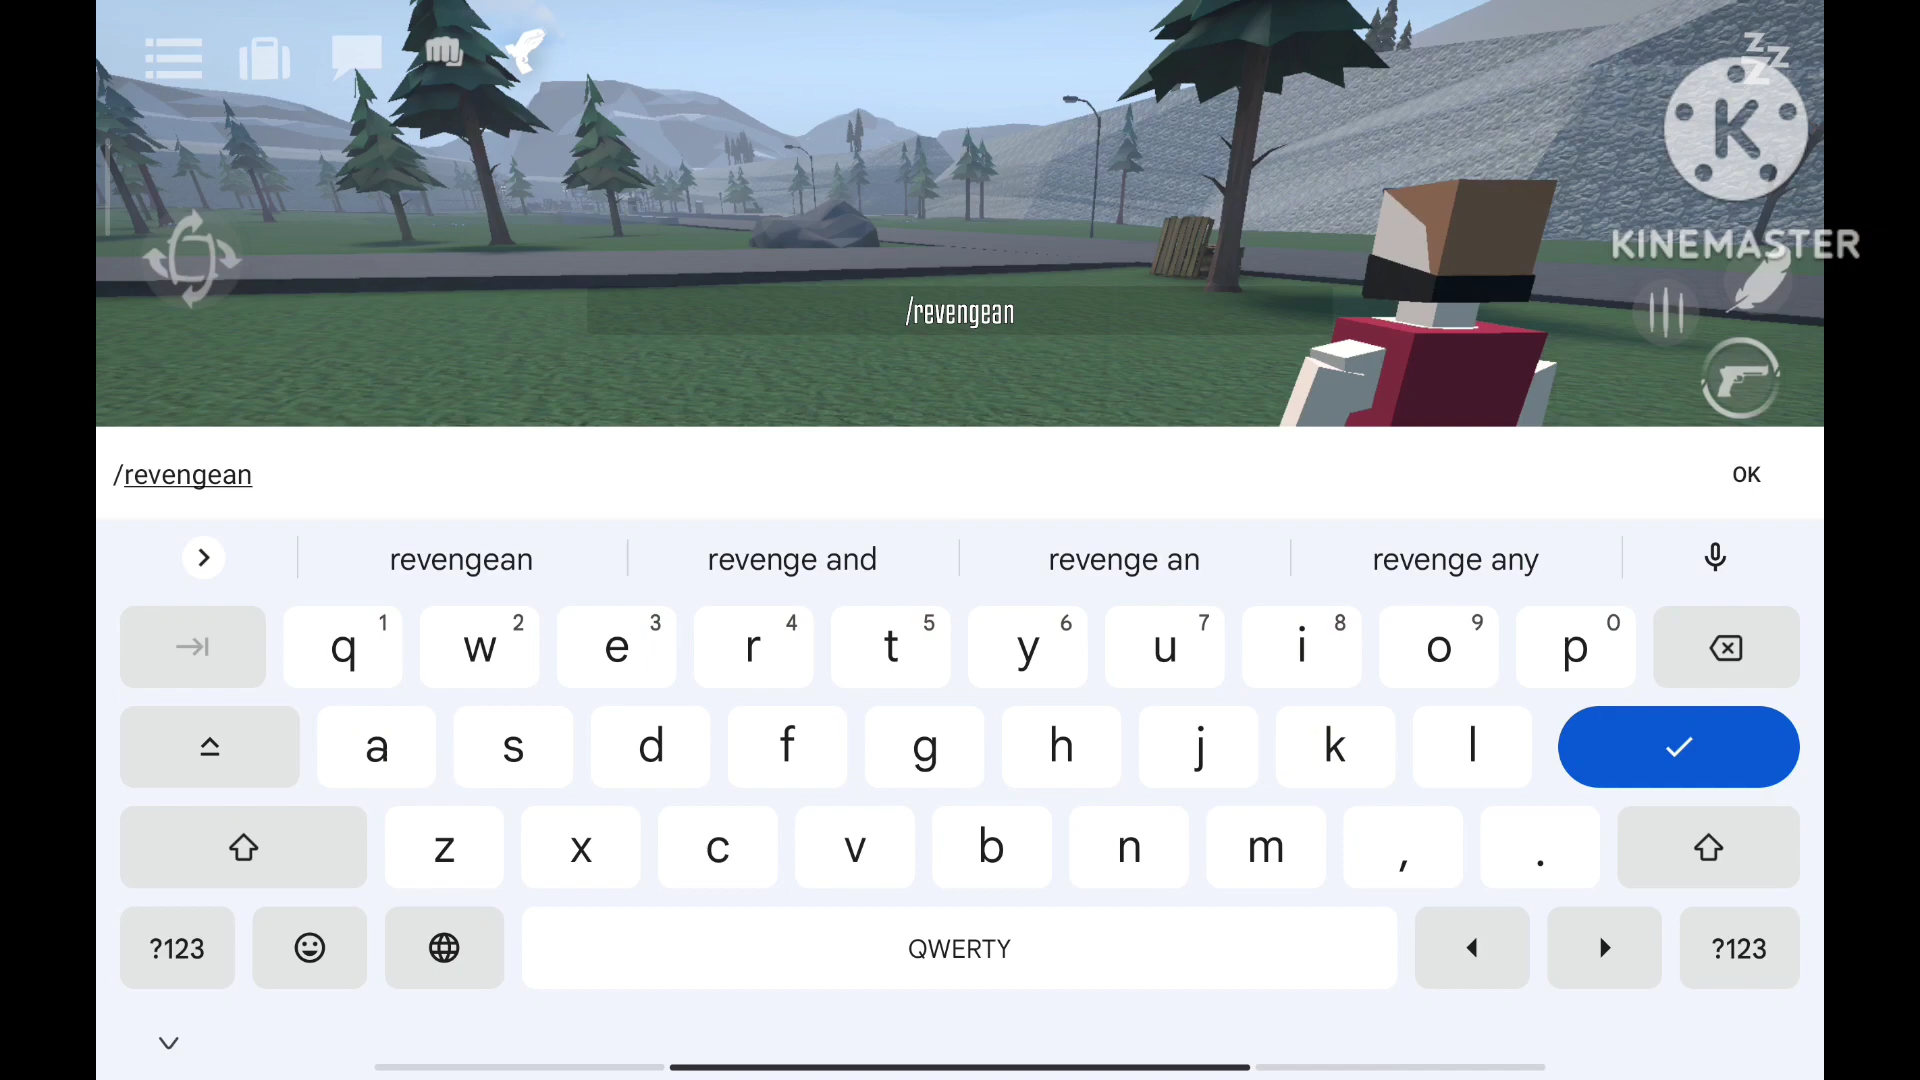 KINEMASTER
/revengean
/revengean
OK
revengean
revenge and
revenge an
revenge any
q 1 w 2 e 3 r 4 t 5 y 6 u 7 i 8 o 9 p 0
a s d f g h j k l
z x c v b n m , .
?123 QWERTY ?123